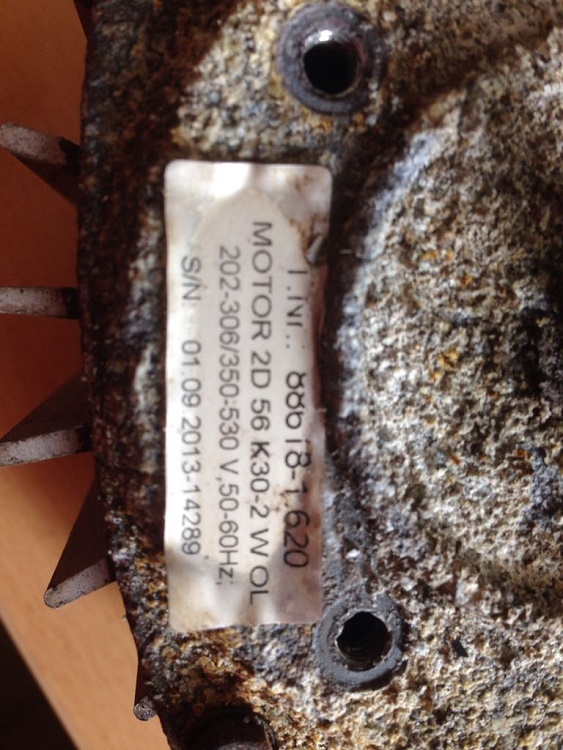 T.Nr.: 88618-1.620
MOTOR 2D 56 K30-2 W OL
202-306/350-530 V,50-60Hz;
S/N: 01.09.2013-14289